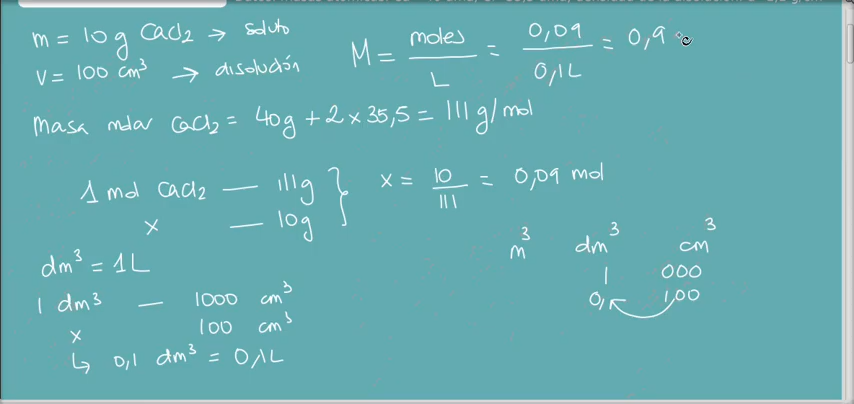 m = 10 g CaCl2 → soluto
V = 100 cm³ → disolución
M = moles / L = 0,09 / 0,1L = 0,9
Masa molar CaCl2 = 40g + 2 x 35,5 = 111 g/mol
1 mol CaCl2 — 111g
x — 10g
x = 10 / 111 = 0,09 mol
dm³ = 1L
1 dm³ — 1000 cm³
x 100 cm³
↳ 0,1 dm³ = 0,1L
m³ dm³ cm³
1 000
0, 1,00